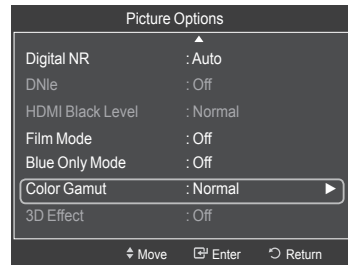 Picture Options
Digital NR : Auto
DNIe : Off
HDMI Black Level : Normal
Film Mode : Off
Blue Only Mode : Off
Color Gamut : Normal
3D Effect : Off
Move Enter Return